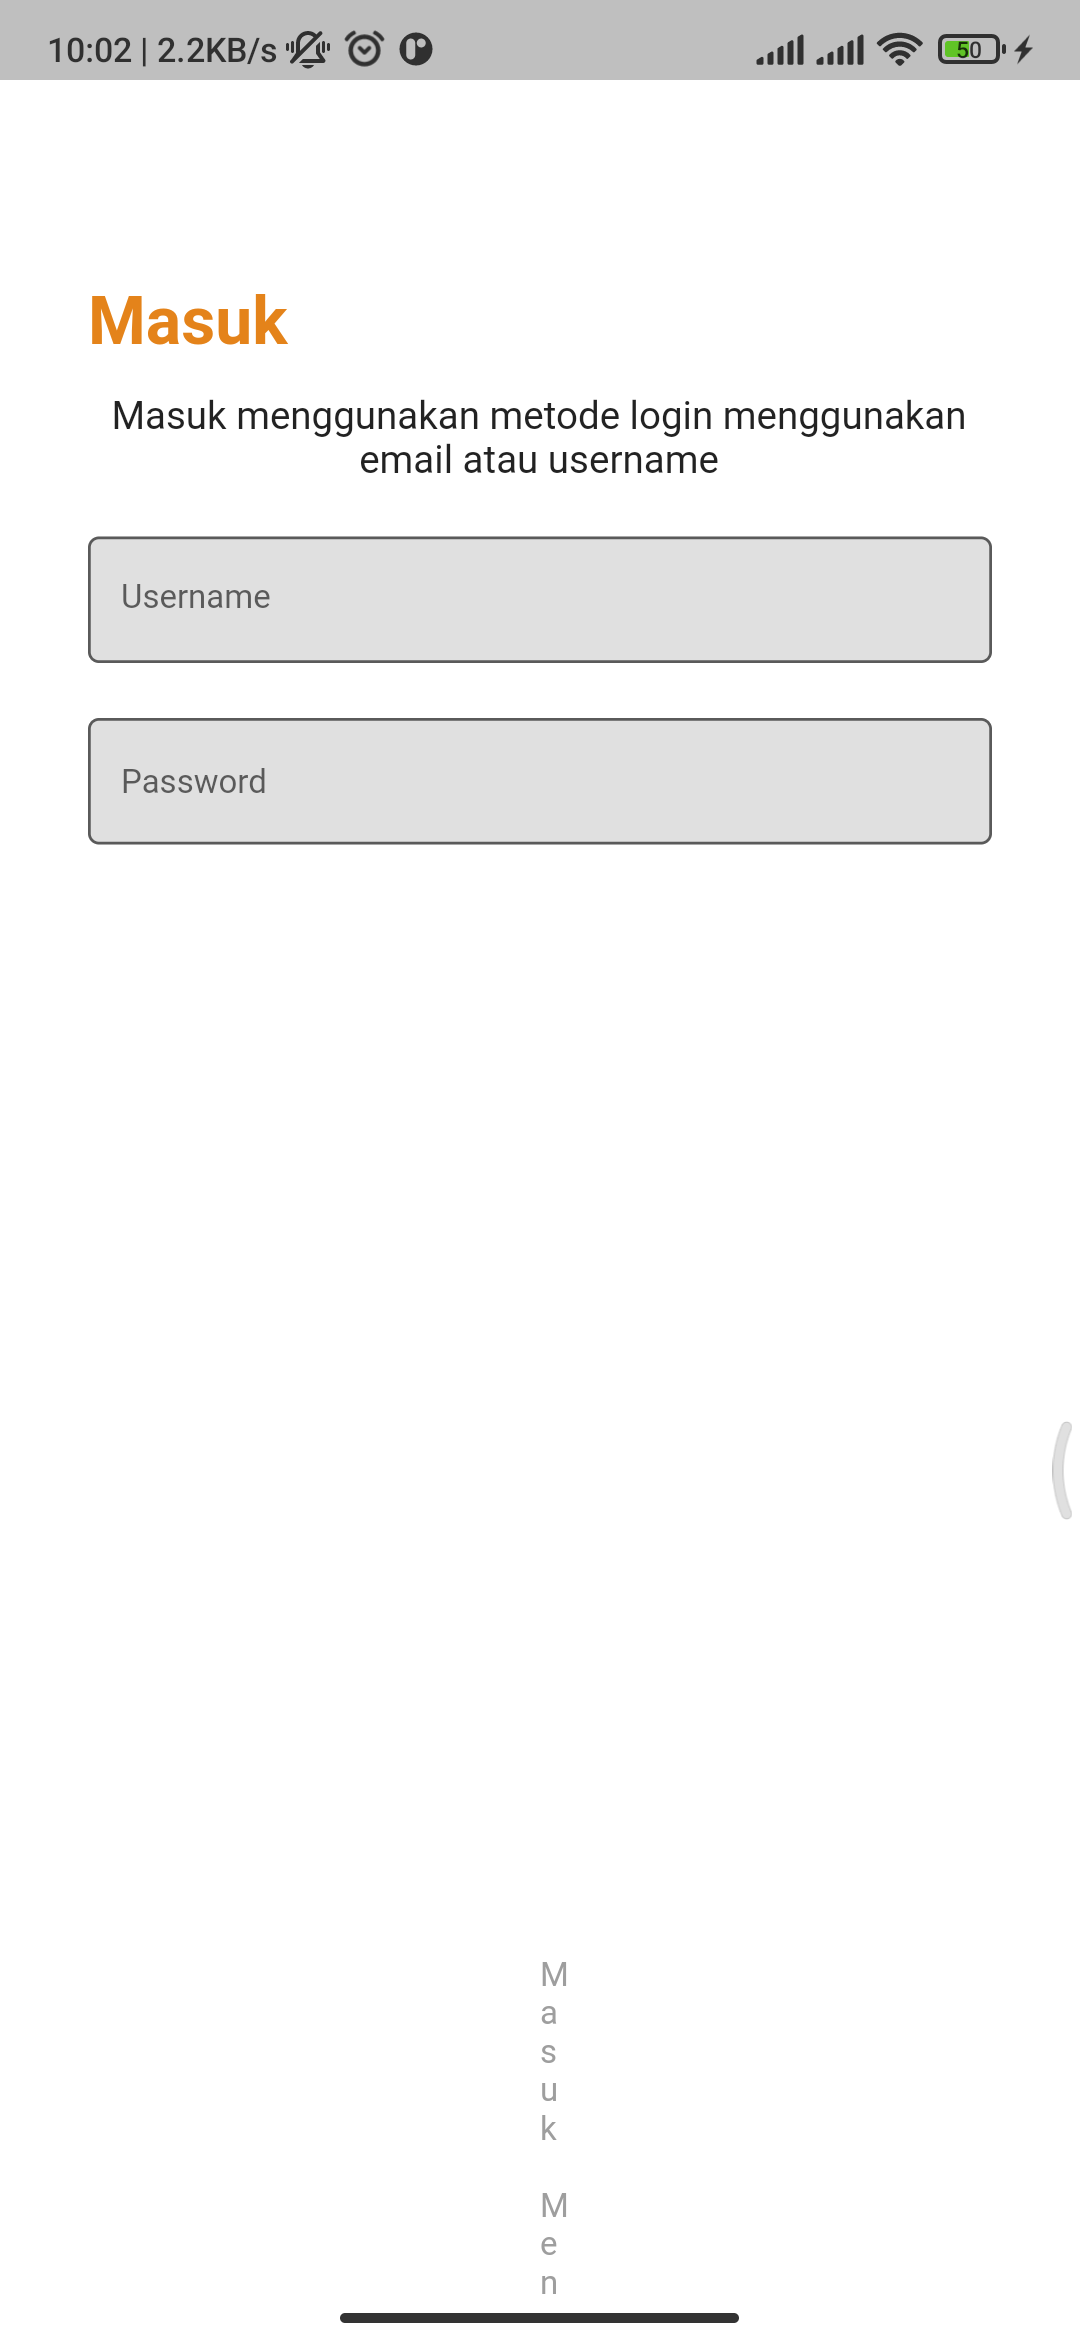 10:02 | 2.2KB/s
50
Masuk
Masuk menggunakan metode login menggunakan
email atau username
Username
Password
M
a
s
u
k
M
e
n